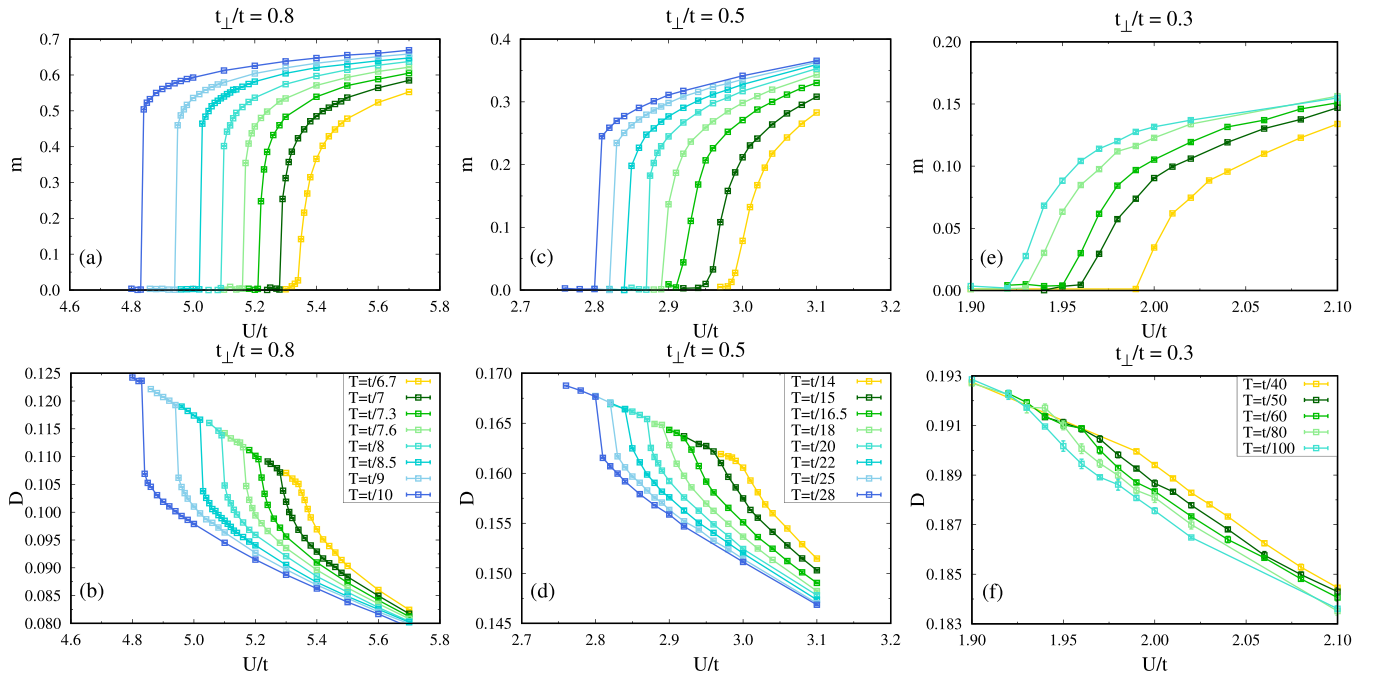 t⊥/t = 0.8
t⊥/t = 0.5
t⊥/t = 0.3
0.7
0.6
0.5
0.4
0.3
0.2
0.1
0.0
m
(a)
4.6 4.8 5.0 5.2 5.4 5.6 5.8
U/t
0.4
0.3
0.2
0.1
0.0
m
(c)
2.7 2.8 2.9 3.0 3.1 3.2
U/t
0.20
0.15
0.10
0.05
0.00
m
(e)
1.90 1.95 2.00 2.05 2.10
U/t
t⊥/t = 0.8
t⊥/t = 0.5
t⊥/t = 0.3
0.125
0.120
0.115
0.110
0.105
0.100
0.095
0.090
0.085
0.080
D
T=t/6.7
T=t/7
T=t/7.3
T=t/7.6
T=t/8
T=t/8.5
T=t/9
T=t/10
(b)
4.6 4.8 5.0 5.2 5.4 5.6 5.8
U/t
0.170
0.165
0.160
0.155
0.150
0.145
D
T=t/14
T=t/15
T=t/16.5
T=t/18
T=t/20
T=t/22
T=t/25
T=t/28
(d)
2.7 2.8 2.9 3.0 3.1 3.2
U/t
0.193
0.191
0.189
0.187
0.185
0.183
D
T=t/40
T=t/50
T=t/60
T=t/80
T=t/100
(f)
1.90 1.95 2.00 2.05 2.10
U/t